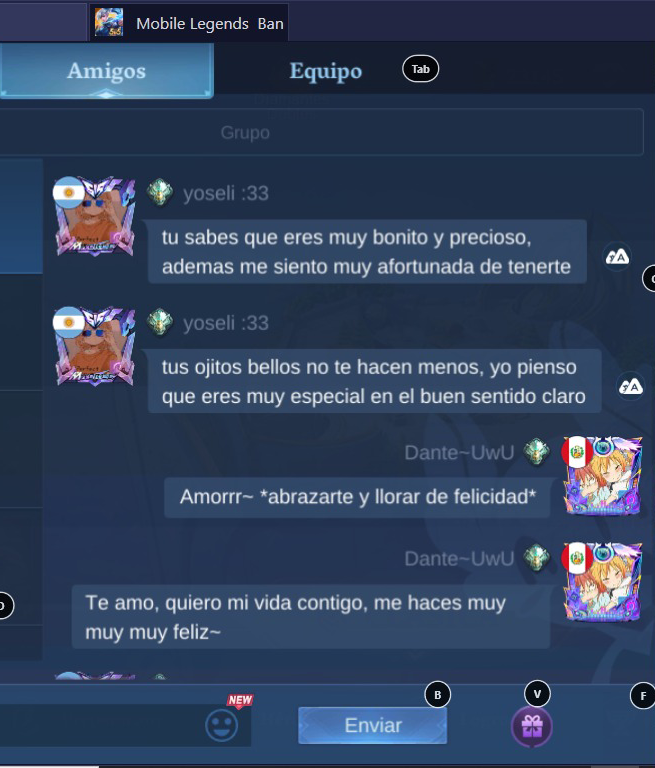 Mobile Legends Ban
Amigos
Equipo
Tab
Grupo
yoseli :33
tu sabes que eres muy bonito y precioso,
ademas me siento muy afortunada de tenerte
yoseli :33
tus ojitos bellos no te hacen menos, yo pienso
que eres muy especial en el buen sentido claro
Dante~UwU
Amorrr~ *abrazarte y llorar de felicidad*
Dante~UwU
Te amo, quiero mi vida contigo, me haces muy
muy muy feliz~
NEW
B
V
F
Enviar